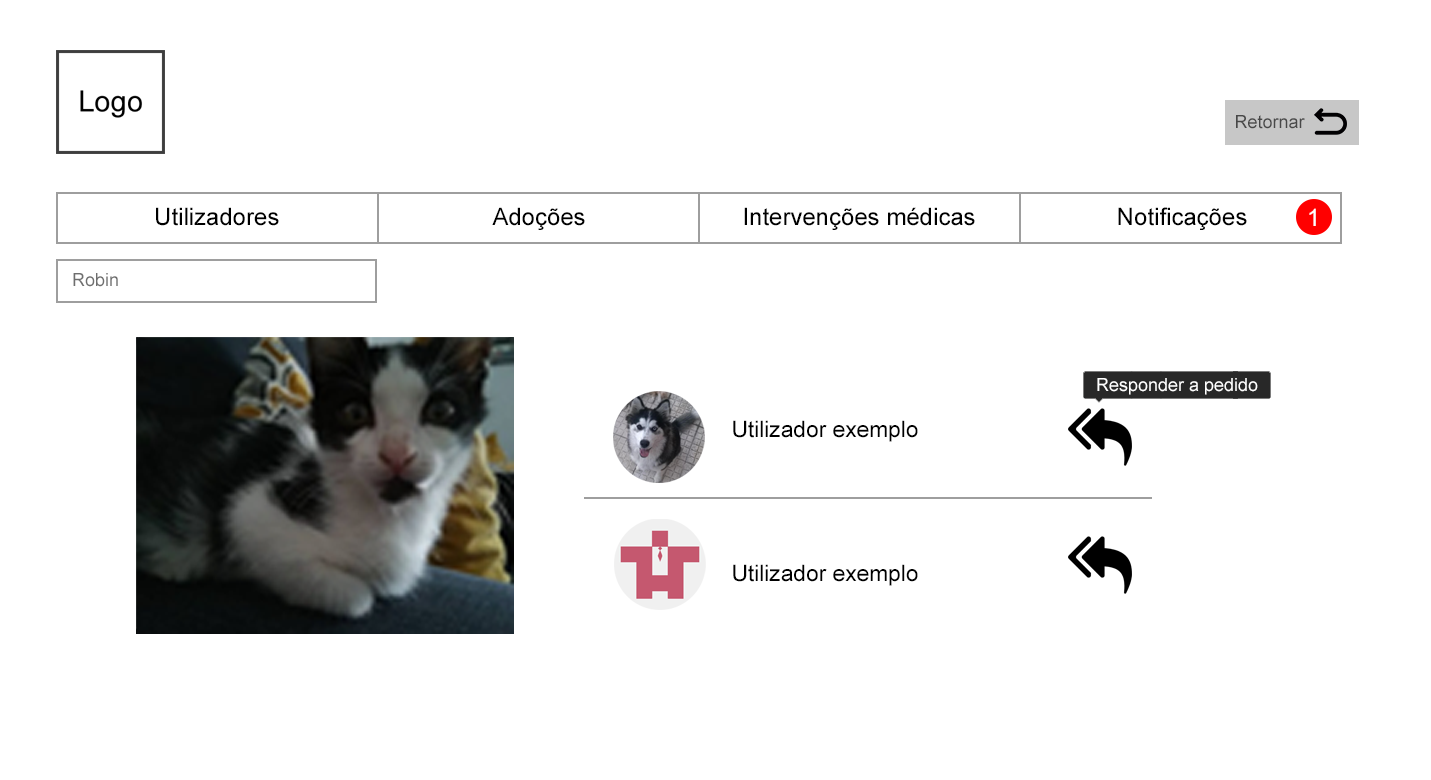 Logo
Retornar
Utilizadores
Adoções
Intervenções médicas
Notificações
1
Robin
Responder a pedido
Utilizador exemplo
Utilizador exemplo